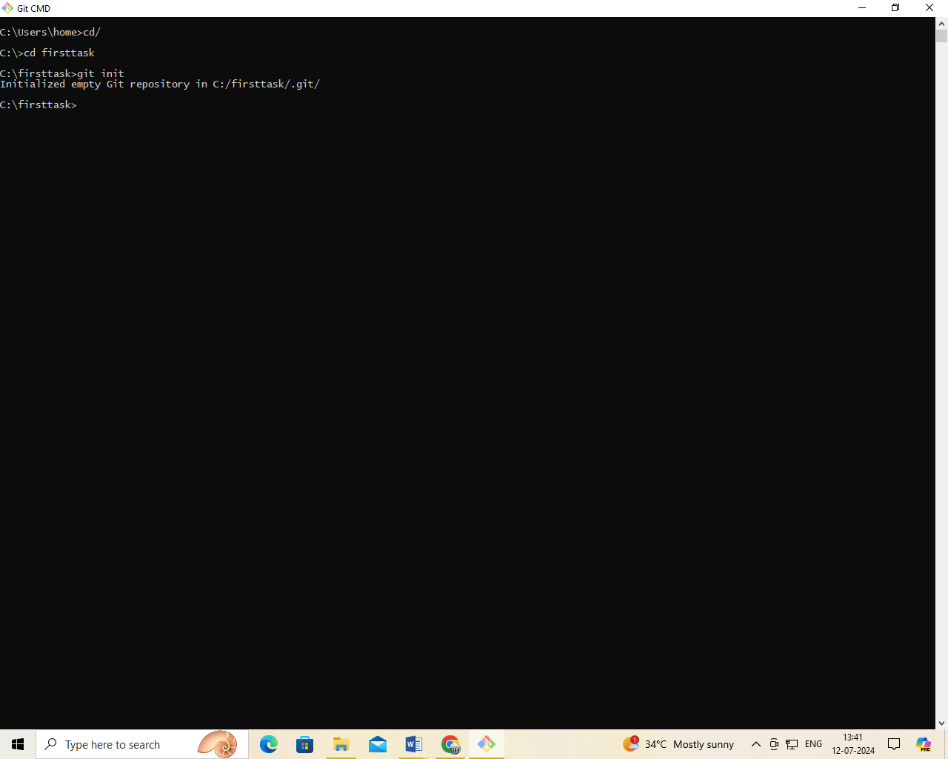 Git CMD
C:\Users\home>cd/
C:\>cd firsttask
C:\firsttask>git init
Initialized empty Git repository in C:/firsttask/.git/
C:\firsttask>
Type here to search
1
34°C Mostly sunny
ENG
13:41
12-07-2024